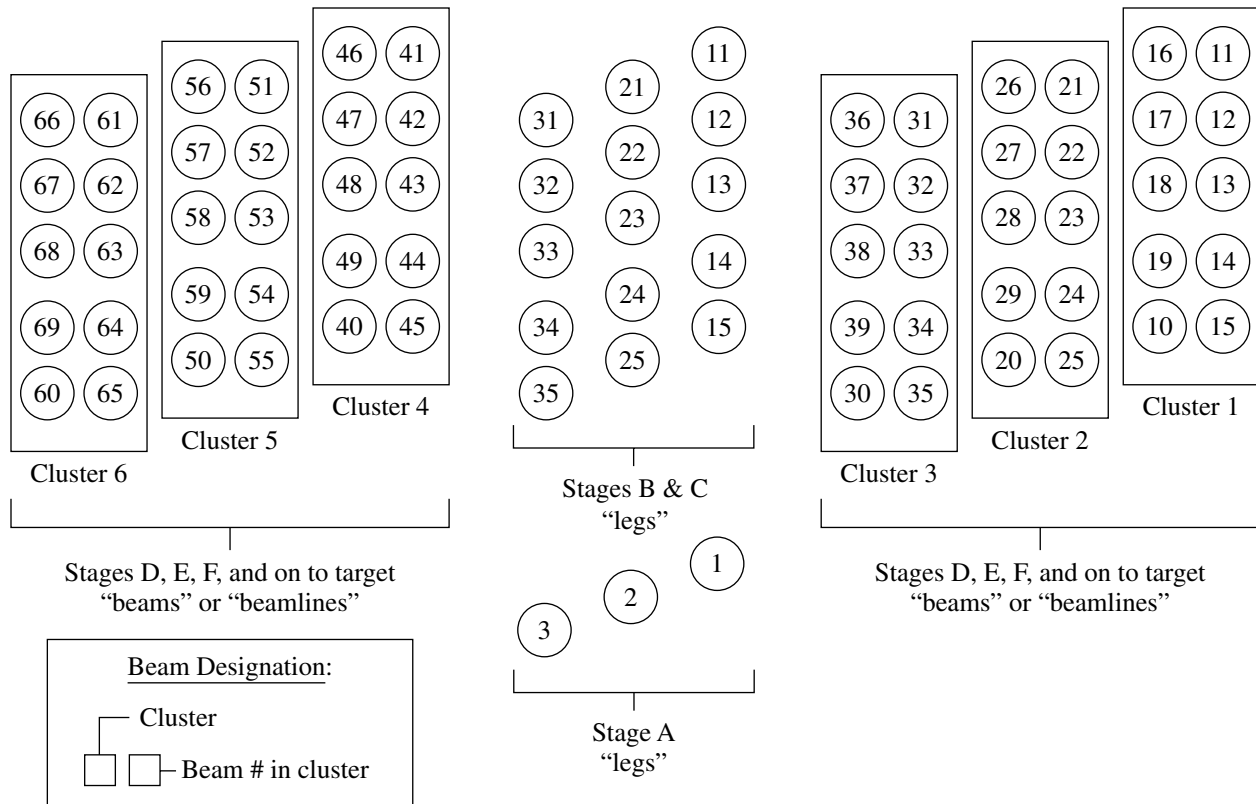 46 41
11
16 11
56 51
21
26 21
66 61
47 42
31
12
36 31
17 12
57 52
22
27 22
67 62
48 43
32
13
37 32
18 13
58 53
23
28 23
68 63
49 44
33
14
38 33
19 14
59 54
24
29 24
69 64
40 45
34
15
39 34
10 15
50 55
25
20 25
60 65
35
30 35
Cluster 4
Cluster 1
Cluster 5
Cluster 2
Cluster 6
Cluster 3
Stages B & C
“legs”
Stages D, E, F, and on to target
“beams” or “beamlines”
1
2
3
Stages D, E, F, and on to target
“beams” or “beamlines”
Beam Designation:
Cluster
Beam # in cluster
Stage A
“legs”